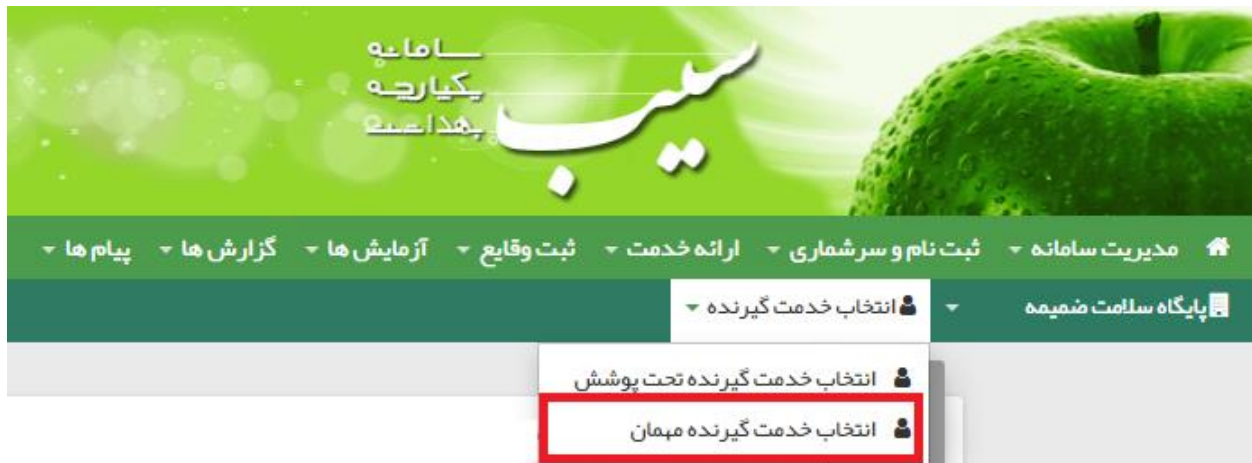 سیب
سامانه
یکپارچه
بهداشت
مدیریت سامانه ثبت نام و سرشماری ارائه خدمت ثبت وقایع آزمایش ها گزارش ها پیام ها
پایگاه سلامت ضمیمه انتخاب خدمت گیرنده
انتخاب خدمت گیرنده تحت پوشش
انتخاب خدمت گیرنده مهمان